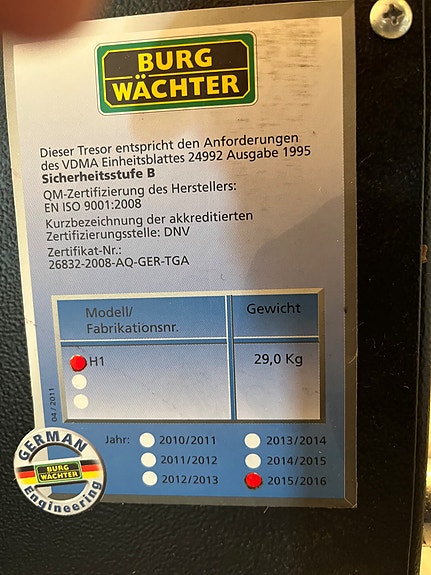 BURG
WÄCHTER
Dieser Tresor entspricht den Anforderungen
des VDMA Einheitsblattes 24992 Ausgabe 1995
Sicherheitsstufe B
QM-Zertifizierung des Herstellers:
EN ISO 9001:2008
Kurzbezeichnung der akkreditierten
Zertifizierungsstelle: DNV
Zertifikat-Nr.:
26832-2008-AQ-GER-TGA
Modell/
Fabrikationsnr.
Gewicht
H1
29,0 Kg
04/2011
Jahr:
2010/2011
2013/2014
2011/2012
2014/2015
2012/2013
2015/2016
GERMAN
BURG
WÄCHTER
Engineering